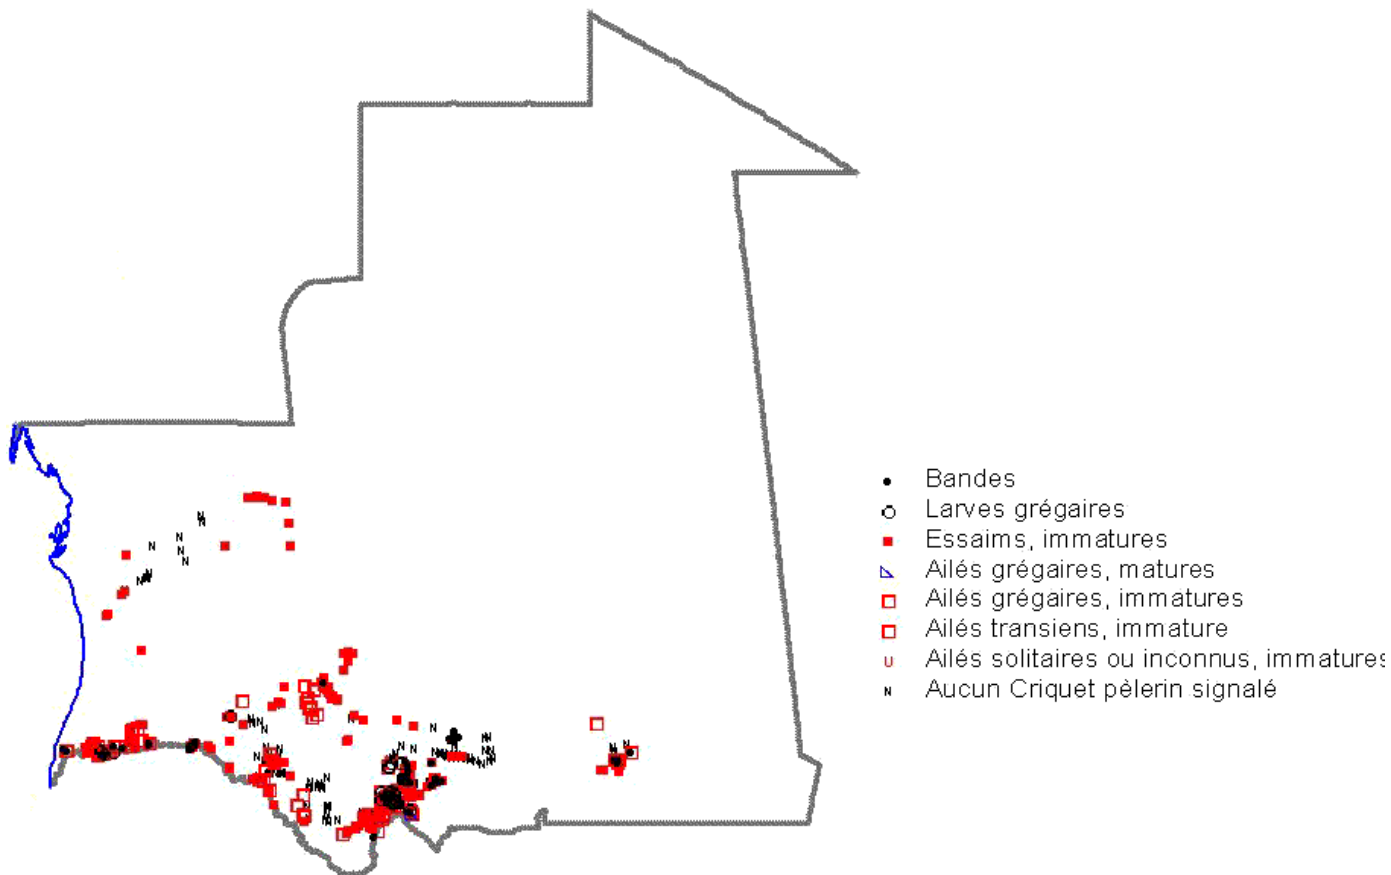 Bandes
Larves grégaires
Essaims, immatures
Ailés grégaires, matures
Ailés grégaires, immatures
Ailés transiens, immature
U Ailés solitaires ou inconnus, immatures
N Aucun Criquet pèlerin signalé